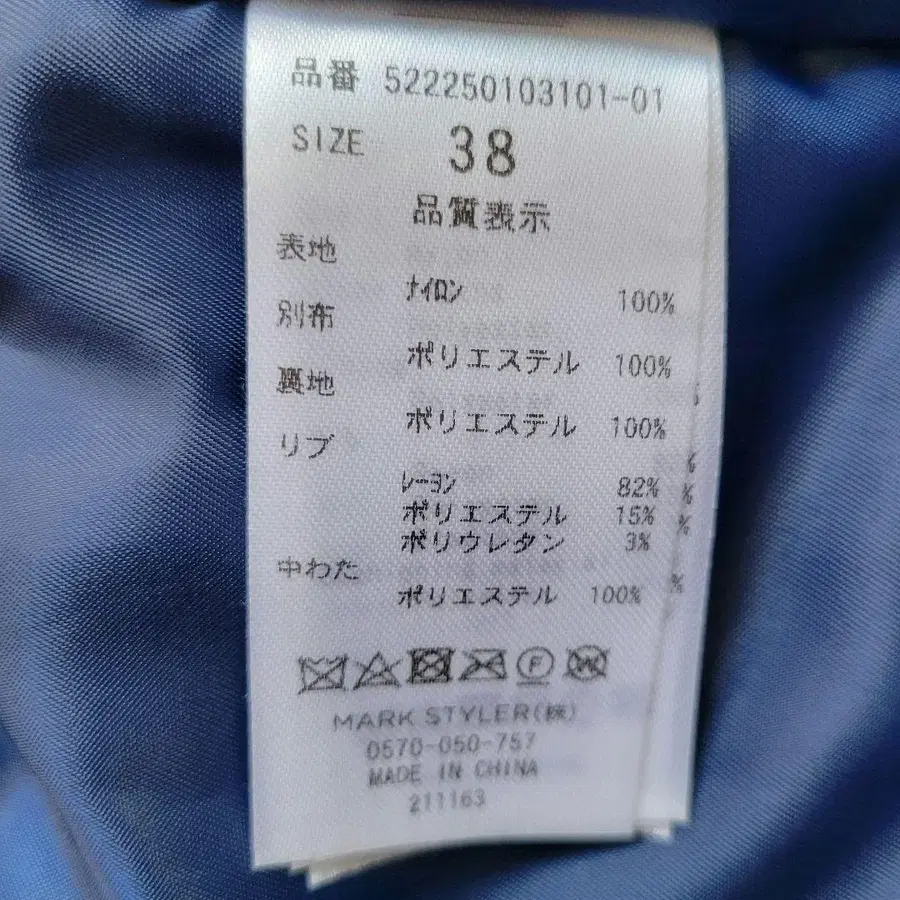 品番 522250103101-01
SIZE 38
品質表示
表地
ナイロン 100%
別布
ポリエステル 100%
裏地
ポリエステル 100%
リブ
レーヨン 82%
ポリエステル 15%
ポリウレタン 3%
中わた
ポリエステル 100%
F W
MARK STYLER(株)
0570-050-757
MADE IN CHINA
211163